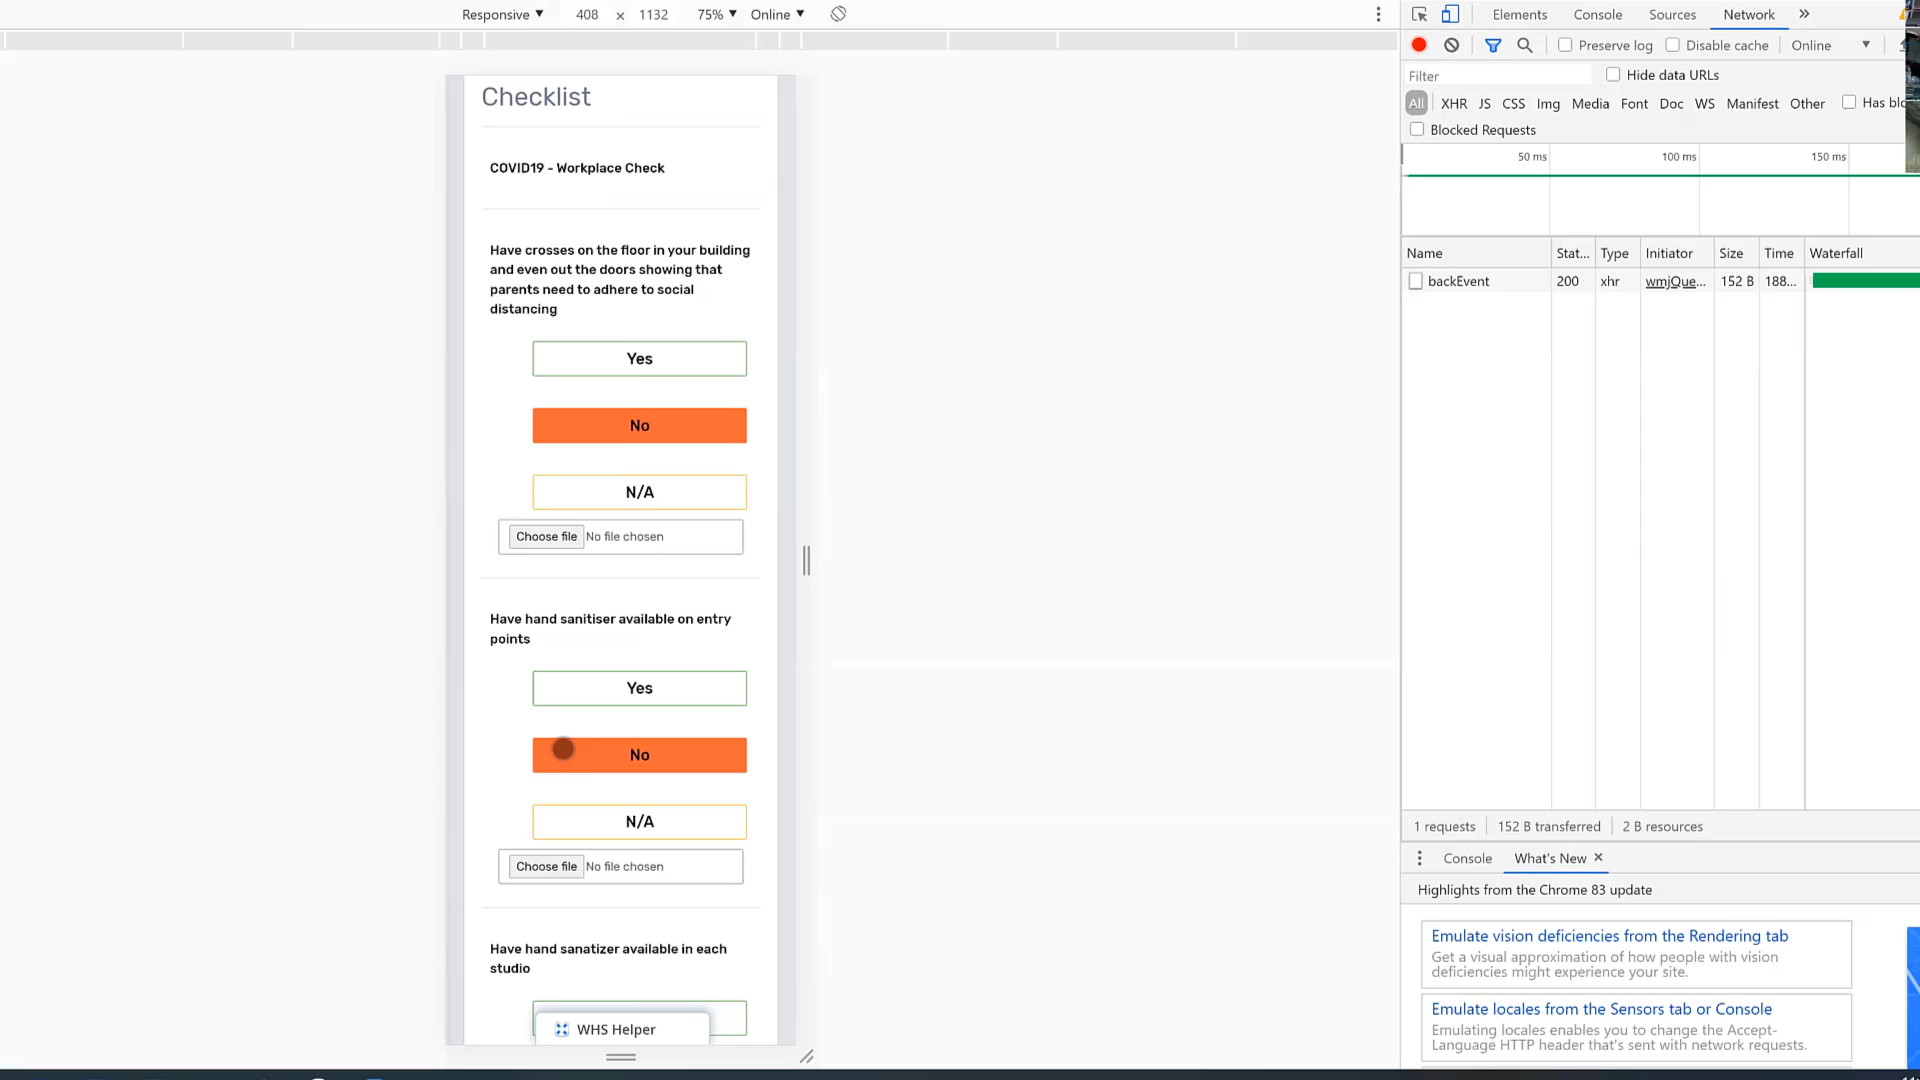 Responsive ▼ 408 x 1132 75% ▼ Online ▼
Elements Console Sources Network »
Preserve log Disable cache Online ▼
Filter Hide data URLs
All XHR JS CSS Img Media Font Doc WS Manifest Other Has blo
Blocked Requests
50 ms 100 ms 150 ms
Name Stat... Type Initiator Size Time Waterfall
backEvent 200 xhr wmjQue... 152 B 188...
1 requests 152 B transferred 2 B resources
Console What's New ×
Highlights from the Chrome 83 update
Emulate vision deficiencies from the Rendering tab
Get a visual approximation of how people with vision
deficiencies might experience your site.
Emulate locales from the Sensors tab or Console
Emulating locales enables you to change the Accept-
Language HTTP header that's sent with network requests.
Checklist
COVID19 - Workplace Check
Have crosses on the floor in your building
and even out the doors showing that
parents need to adhere to social
distancing
Yes
No
N/A
Choose file No file chosen
Have hand sanitiser available on entry
points
Yes
No
N/A
Choose file No file chosen
Have hand sanatizer available in each
studio
WHS Helper